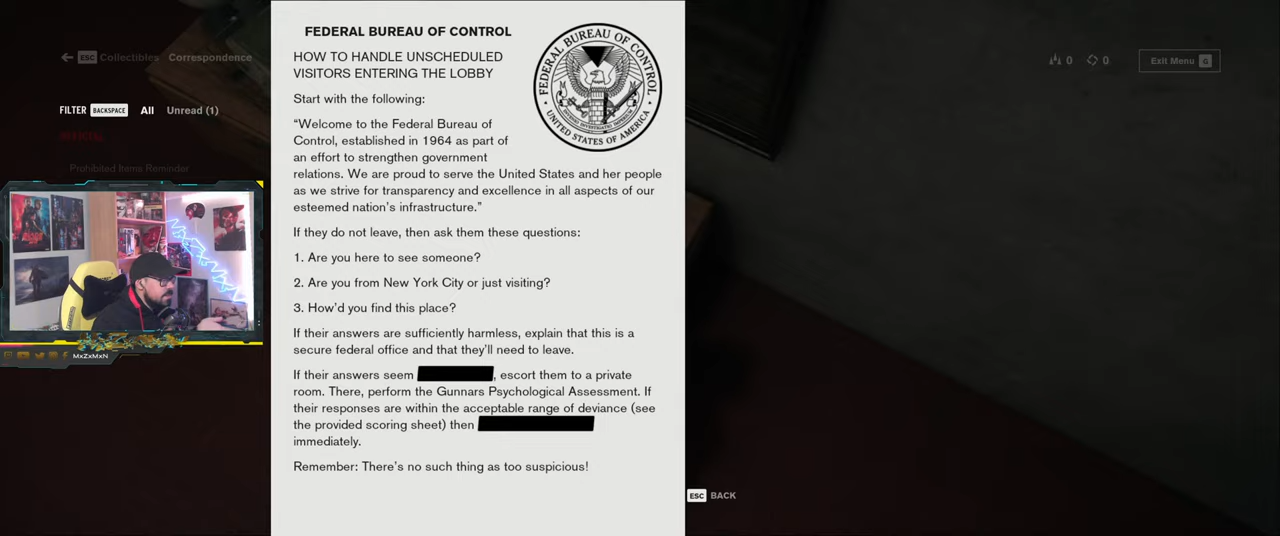 FEDERAL BUREAU OF CONTROL
HOW TO HANDLE UNSCHEDULED
VISITORS ENTERING THE LOBBY
Start with the following:
“Welcome to the Federal Bureau of
Control, established in 1964 as part of
an effort to strengthen government
relations. We are proud to serve the United States and her people
as we strive for transparency and excellence in all aspects of our
esteemed nation’s infrastructure.”
If they do not leave, then ask them these questions:
1. Are you here to see someone?
2. Are you from New York City or just visiting?
3. How’d you find this place?
If their answers are sufficiently harmless, explain that this is a
secure federal office and that they’ll need to leave.
If their answers seem , escort them to a private
room. There, perform the Gunnars Psychological Assessment. If
their responses are within the acceptable range of deviance (see
the provided scoring sheet) then
immediately.
Remember: There’s no such thing as too suspicious!
FEDERAL BUREAU OF CONTROL
UNITED STATES OF AMERICA
ESC Collectibles Correspondence
FILTER BACKSPACE All Unread (1)
Prohibited Items Reminder
MxZxMxN
0 0
Exit Menu G
ESC BACK